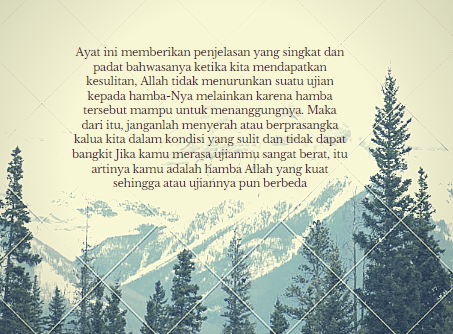 Ayat ini memberikan penjelasan yang singkat dan
padat bahwasanya ketika kita mendapatkan
kesulitan, Allah tidak menurunkan suatu ujian
kepada hamba-Nya melainkan karena hamba
tersebut mampu untuk menanggungnya. Maka
dari itu, janganlah menyerah atau berprasangka
kalua kita dalam kondisi yang sulit dan tidak dapat
bangkit Jika kamu merasa ujianmu sangat berat, itu
artinya kamu adalah hamba Allah yang kuat
sehingga atau ujiannya pun berbeda